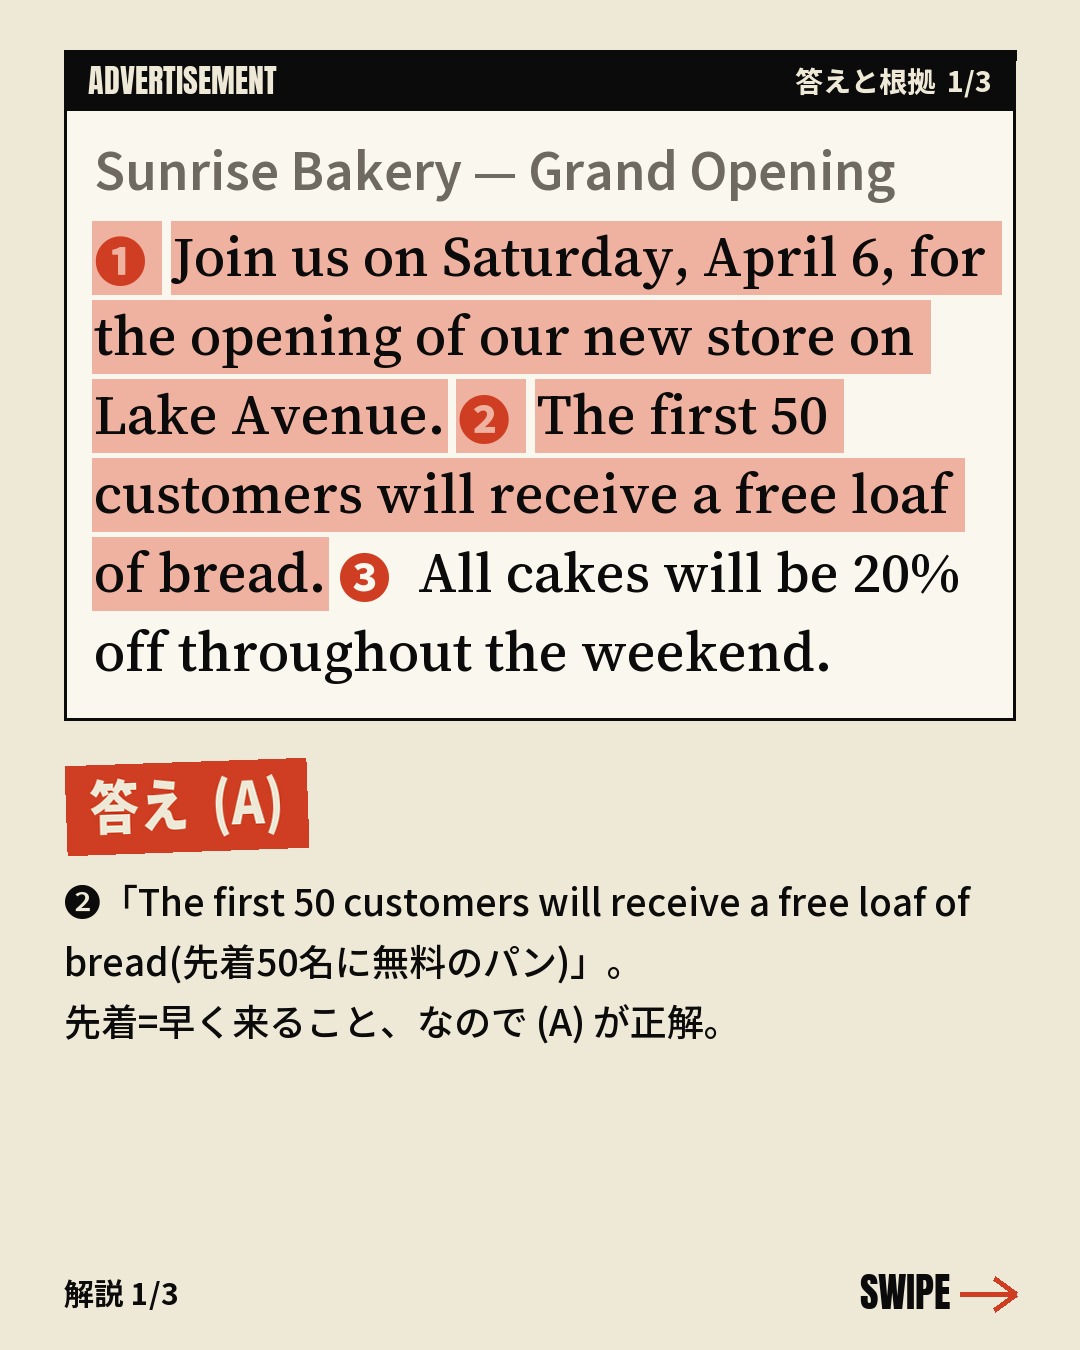 ADVERTISEMENT
答えと根拠 1/3
Sunrise Bakery — Grand Opening
❶ Join us on Saturday, April 6, for
the opening of our new store on
Lake Avenue. ❷ The first 50
customers will receive a free loaf
of bread. ❸ All cakes will be 20%
off throughout the weekend.
答え (A)
❷「The first 50 customers will receive a free loaf of
bread(先着50名に無料のパン)」。
先着=早く来ること、なので (A) が正解。
解説 1/3
SWIPE →